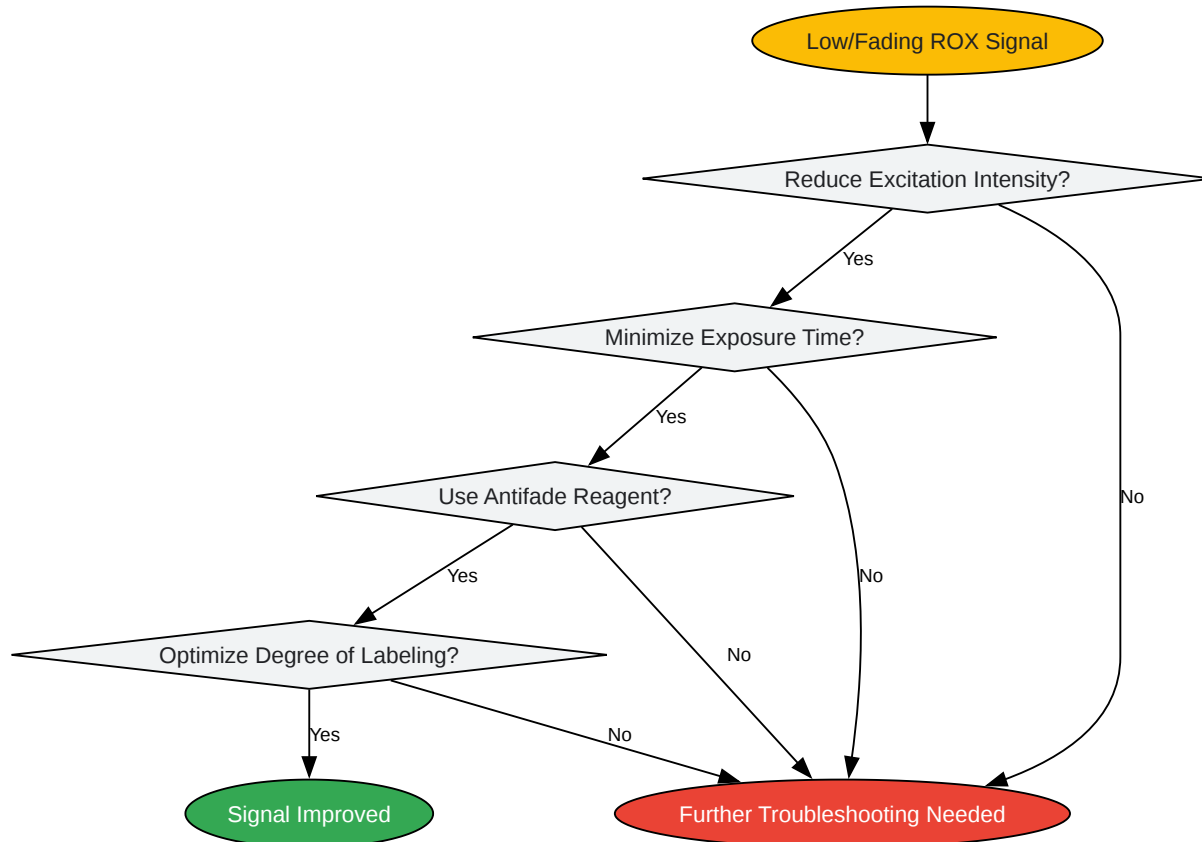 Low/Fading ROX Signal
Reduce Excitation Intensity?
Yes
Minimize Exposure Time?
Yes
No
Use Antifade Reagent?
Yes
No
Optimize Degree of Labeling?
No
Yes
No
Signal Improved
Further Troubleshooting Needed